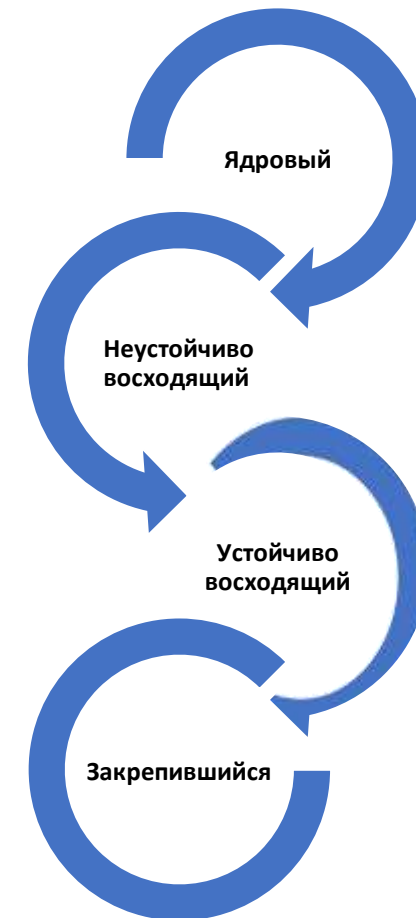 Ядровый
Неустойчиво
восходящий
Устойчиво
восходящий
Закрепившийся